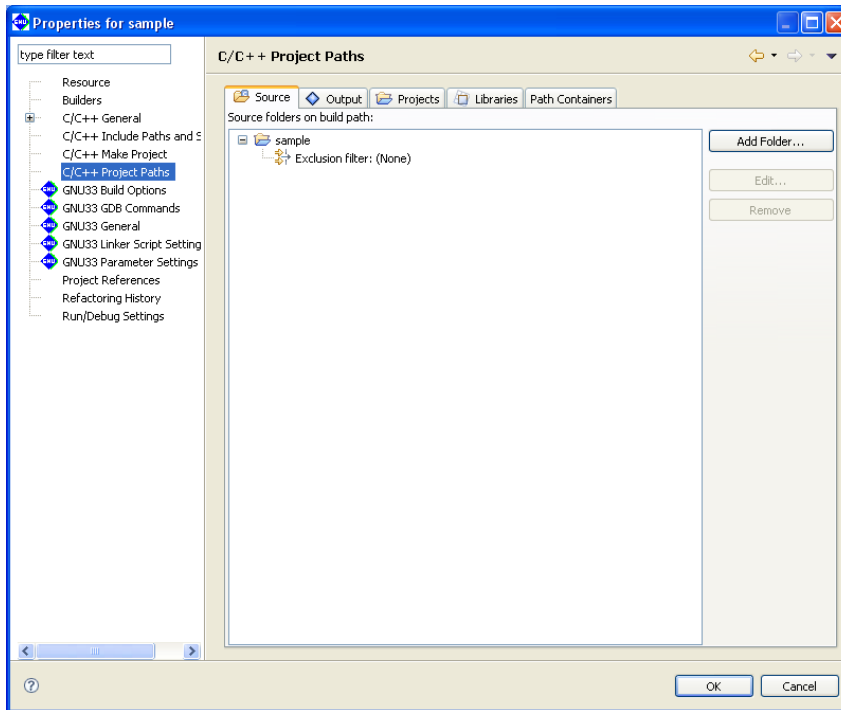 Properties for sample
type filter text
Resource
Builders
C/C++ General
C/C++ Include Paths and S
C/C++ Make Project
C/C++ Project Paths
GNU33 Build Options
GNU33 GDB Commands
GNU33 General
GNU33 Linker Script Setting
GNU33 Parameter Settings
Project References
Refactoring History
Run/Debug Settings
C/C++ Project Paths
Source Output Projects Libraries Path Containers
Source folders on build path:
sample
Exclusion filter: (None)
Add Folder...
Edit...
Remove
OK Cancel